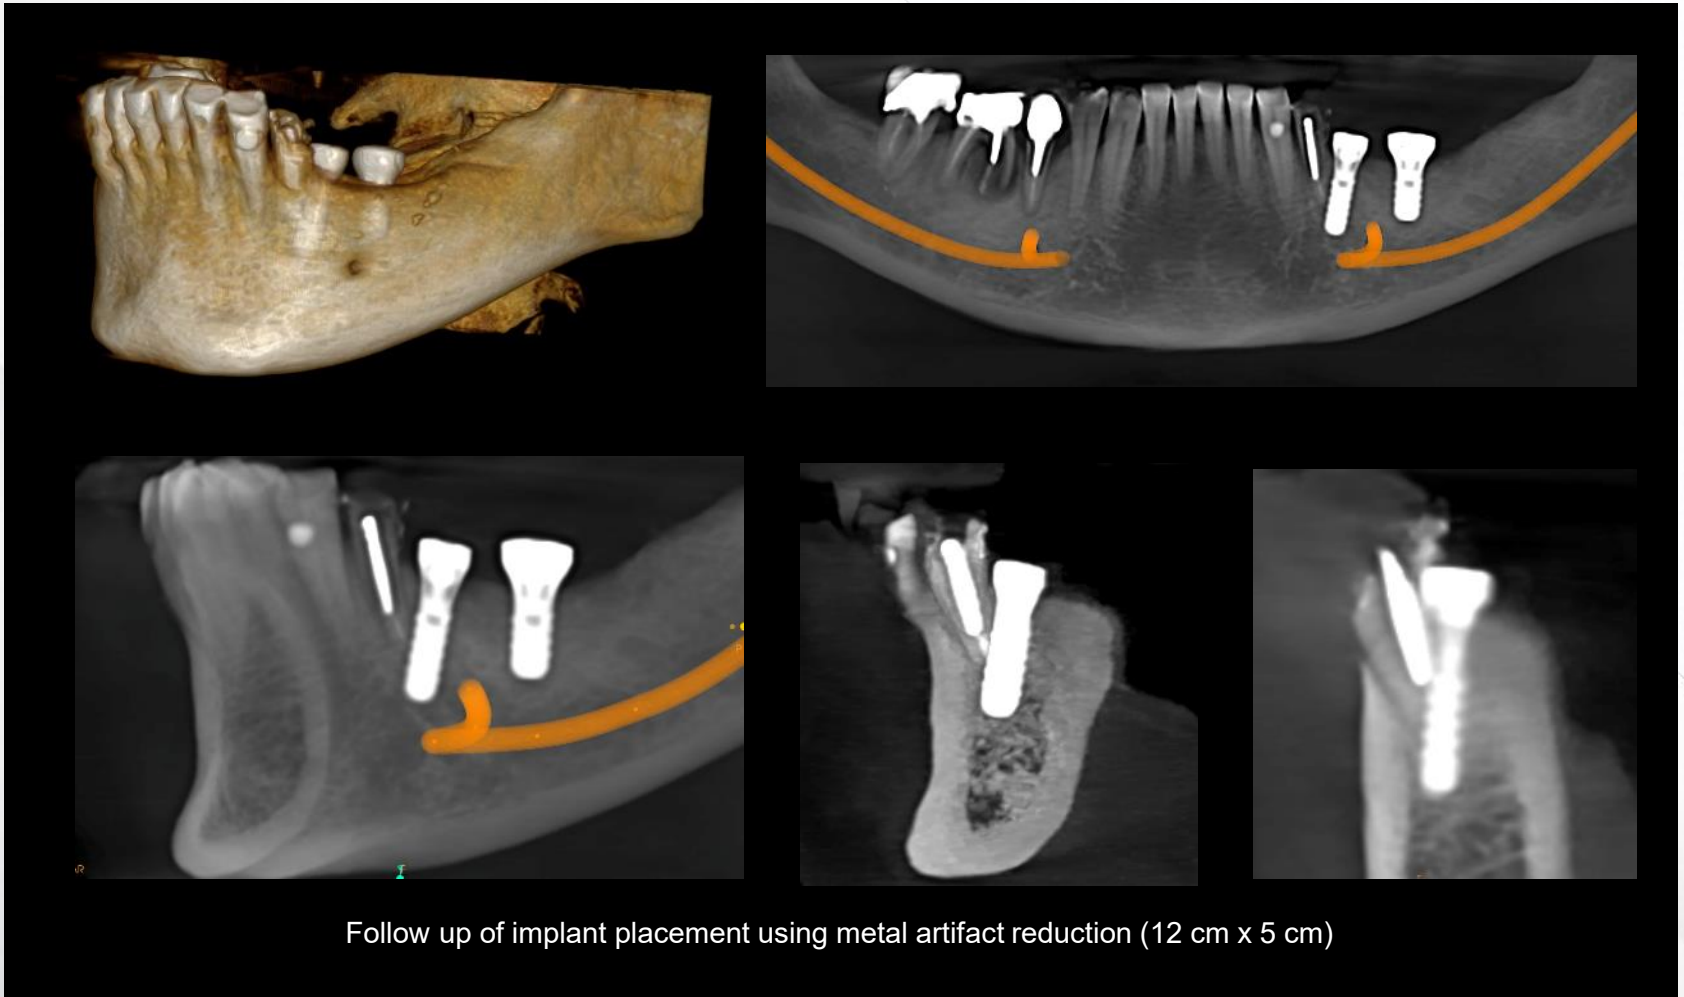 Follow up of implant placement using metal artifact reduction (12 cm x 5 cm)